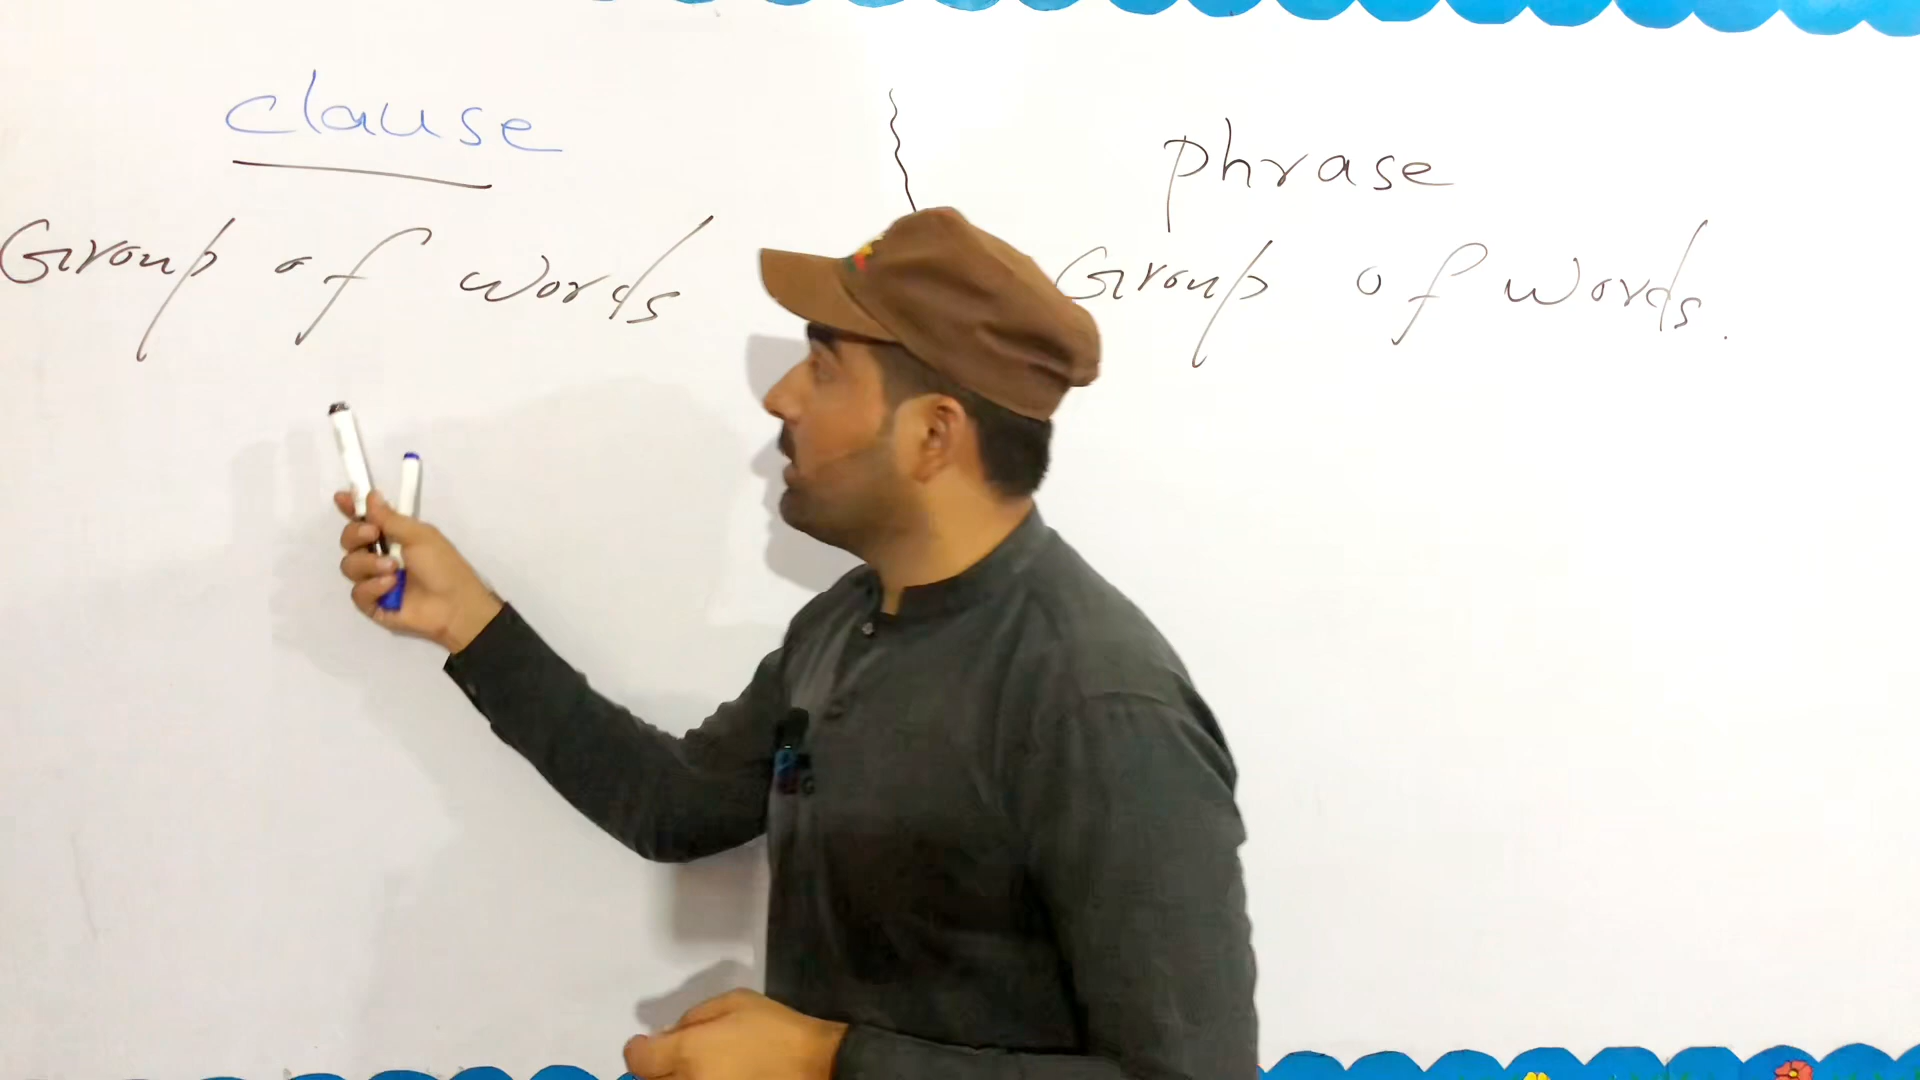 clause
Group of words
phrase
Group of words.